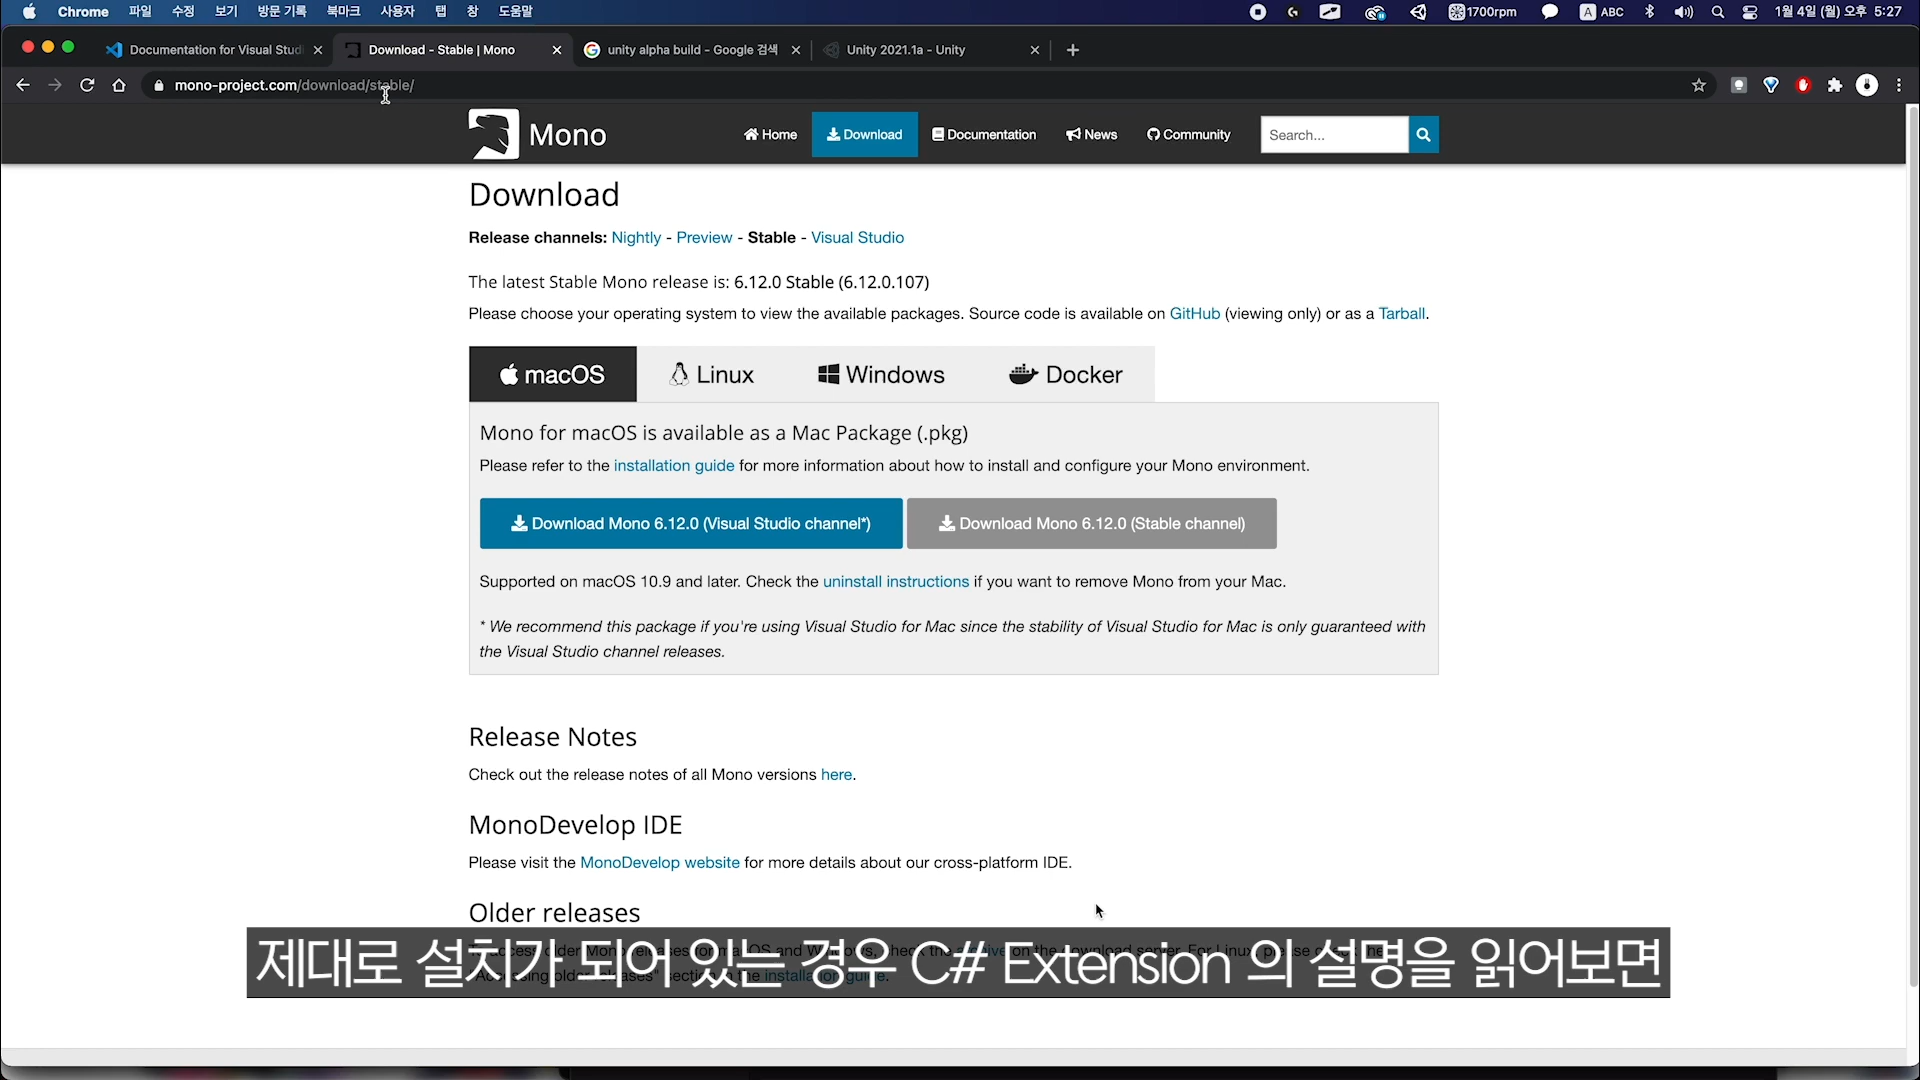 Chrome 파일 수정 보기 방문 기록 북마크 사용자 탭 창 도움말 1700rpm A ABC 1월 4일 (월) 오후 5:27
Documentation for Visual Studi Download - Stable | Mono unity alpha build - Google 검색 Unity 2021.1a - Unity
mono-project.com/download/stable/
Mono Home Download Documentation News Community Search...
Download
Release channels: Nightly - Preview - Stable - Visual Studio
The latest Stable Mono release is: 6.12.0 Stable (6.12.0.107)
Please choose your operating system to view the available packages. Source code is available on GitHub (viewing only) or as a Tarball.
macOS Linux Windows Docker
Mono for macOS is available as a Mac Package (.pkg)
Please refer to the installation guide for more information about how to install and configure your Mono environment.
Download Mono 6.12.0 (Visual Studio channel*) Download Mono 6.12.0 (Stable channel)
Supported on macOS 10.9 and later. Check the uninstall instructions if you want to remove Mono from your Mac.
* We recommend this package if you're using Visual Studio for Mac since the stability of Visual Studio for Mac is only guaranteed with
the Visual Studio channel releases.
Release Notes
Check out the release notes of all Mono versions here.
MonoDevelop IDE
Please visit the MonoDevelop website for more details about our cross-platform IDE.
Older releases
제대로 설치가 되어 있는 경우 C# Extension 의 설명을 읽어보면